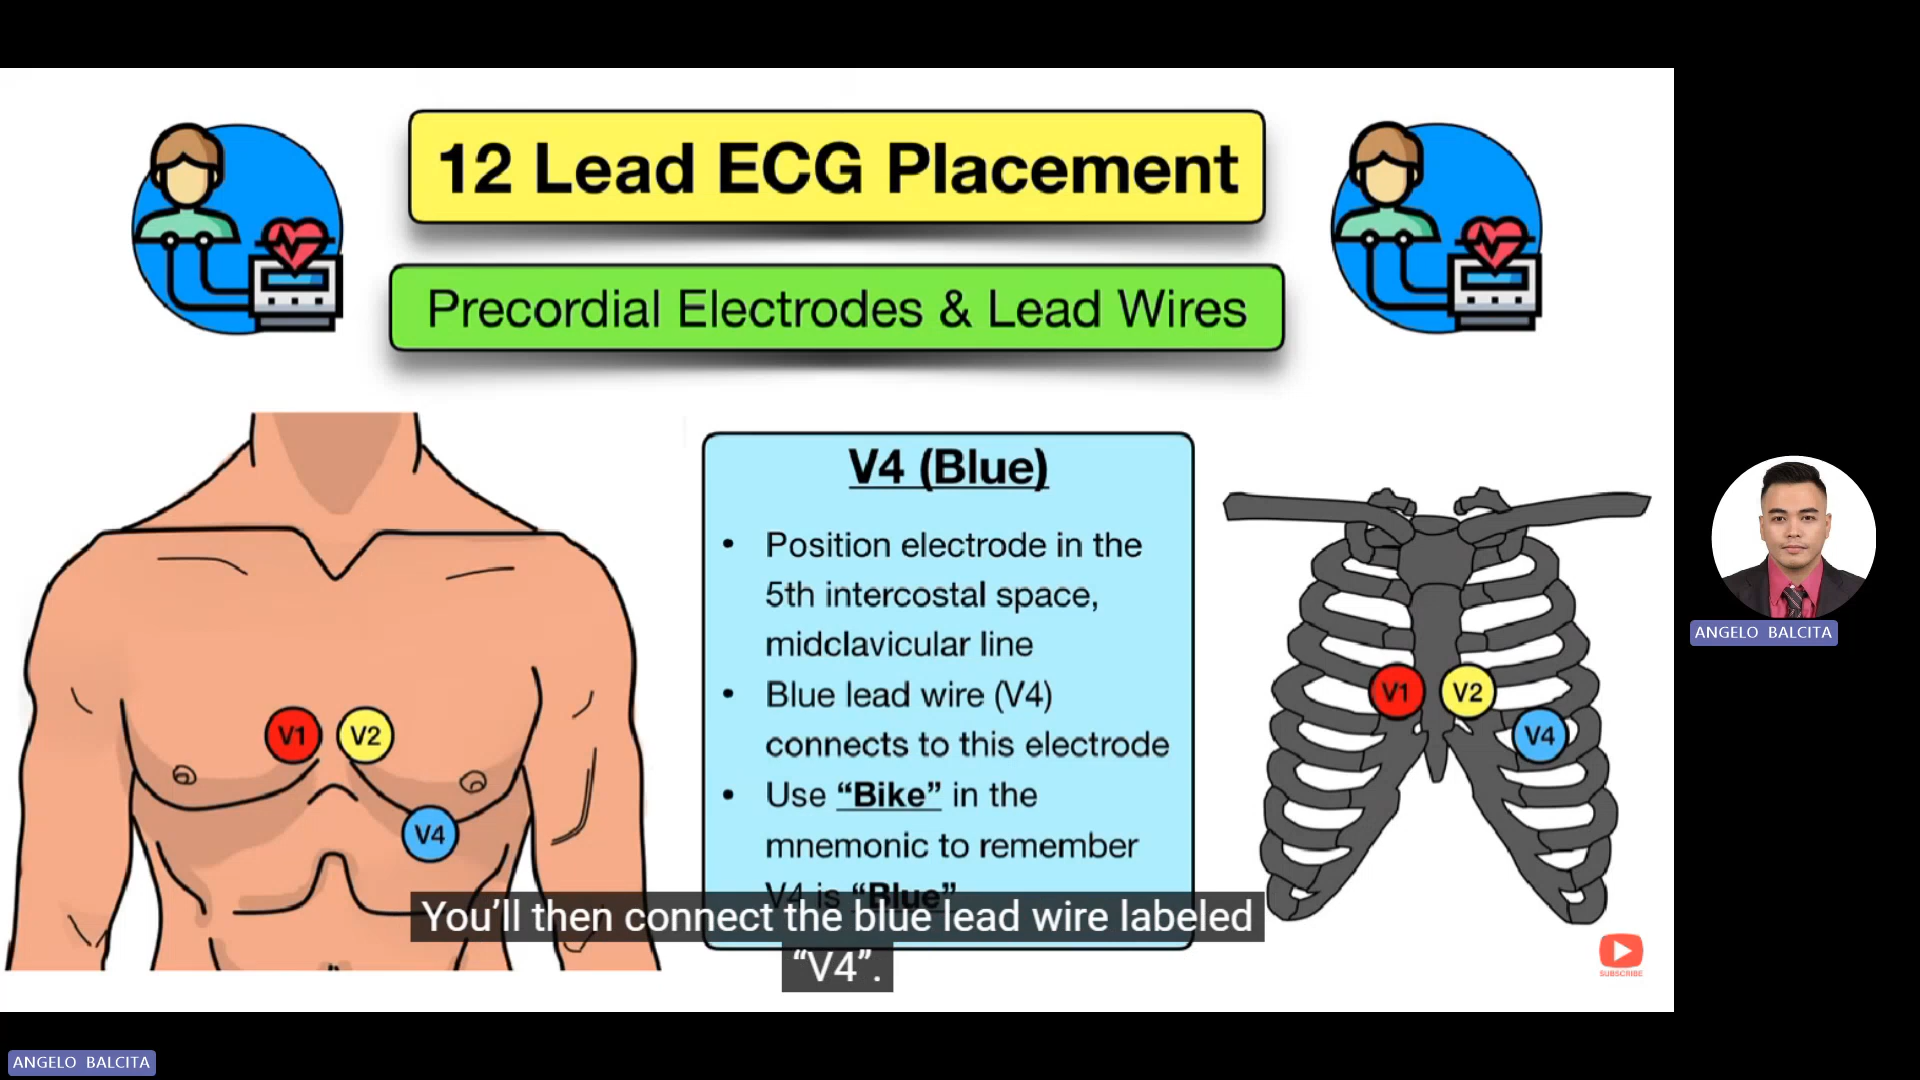 12 Lead ECG Placement
Precordial Electrodes & Lead Wires
V4 (Blue)
• Position electrode in the
5th intercostal space,
midclavicular line
• Blue lead wire (V4)
connects to this electrode
• Use “Bike” in the
mnemonic to remember
V4 is “Blue”
V1
V2
V4
V1
V2
V4
You’ll then connect the blue lead wire labeled
“V4”.
SUBSCRIBE
ANGELO BALCITA
ANGELO BALCITA